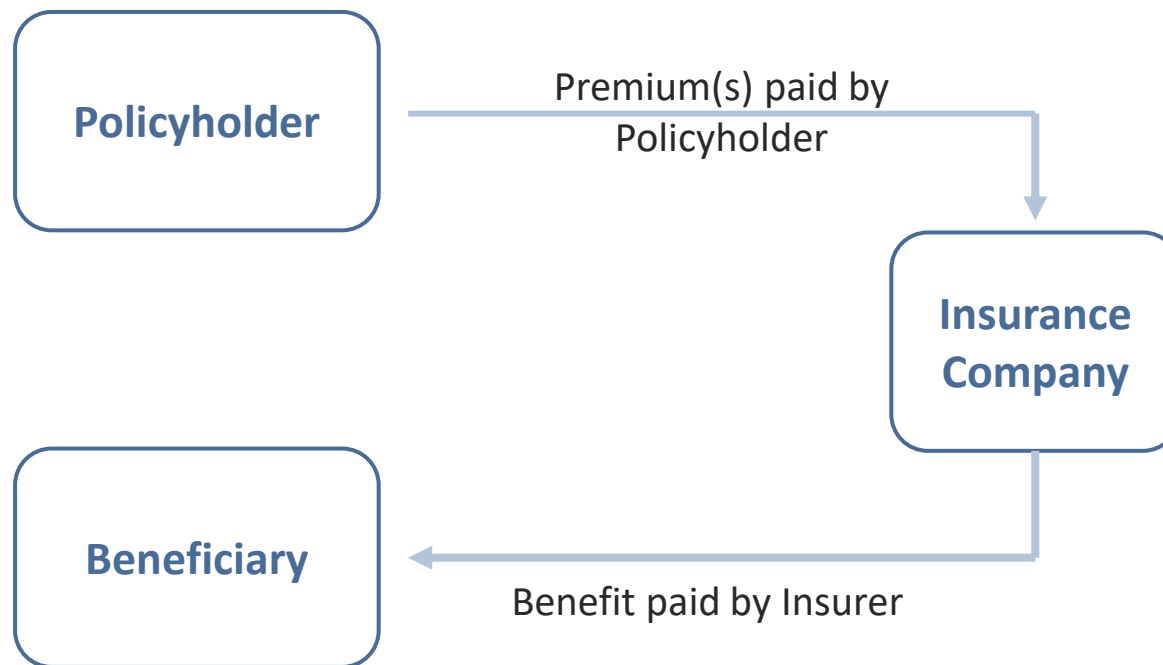 Policyholder
Premium(s) paid by
Policyholder
Insurance
Company
Beneficiary
Benefit paid by Insurer